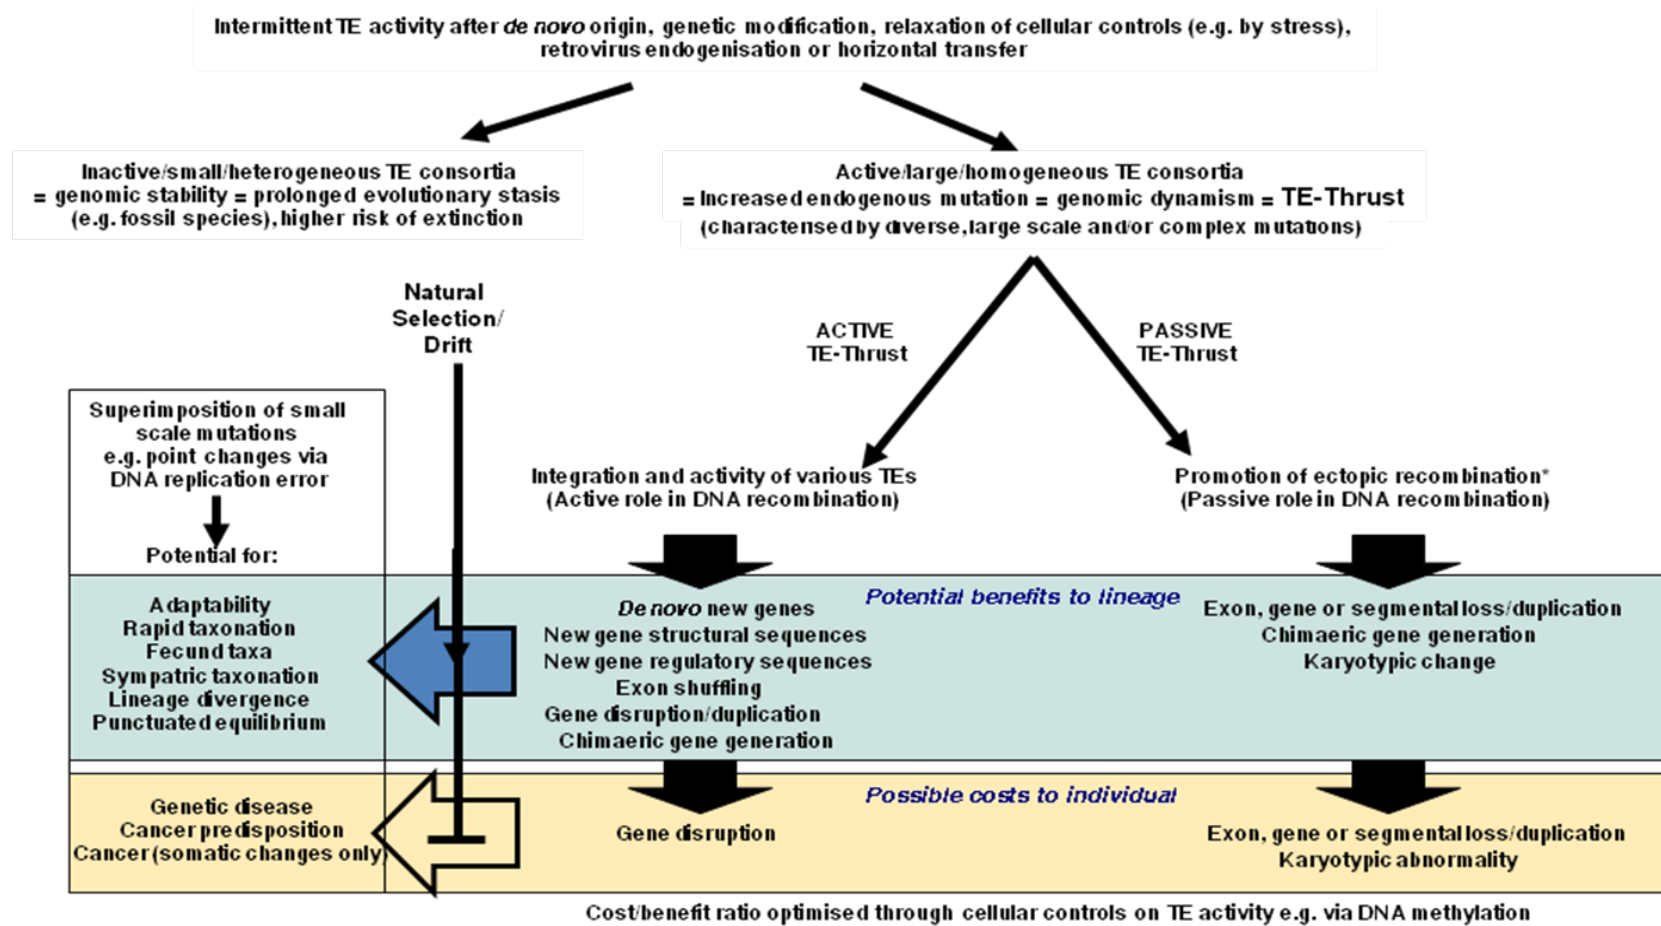 Intermittent TE activity after de novo origin, genetic modification, relaxation of cellular controls (e.g. by stress),
retrovirus endogenisation or horizontal transfer
Inactive/small/heterogeneous TE consortia
= genomic stability = prolonged evolutionary stasis
(e.g. fossil species), higher risk of extinction
Active/large/homogeneous TE consortia
= Increased endogenous mutation = genomic dynamism = TE-Thrust
(characterised by diverse, large scale and/or complex mutations)
Natural
Selection/
Drift
ACTIVE
TE-Thrust
PASSIVE
TE-Thrust
Superimposition of small
scale mutations
e.g. point changes via
DNA replication error
Potential for:
Integration and activity of various TEs
(Active role in DNA recombination)
Promotion of ectopic recombination*
(Passive role in DNA recombination)
Adaptability
Rapid taxonation
Fecund taxa
Sympatric taxonation
Lineage divergence
Punctuated equilibrium
De novo new genes
New gene structural sequences
New gene regulatory sequences
Exon shuffling
Gene disruption/duplication
Chimaeric gene generation
Potential benefits to lineage
Exon, gene or segmental loss/duplication
Chimaeric gene generation
Karyotypic change
Genetic disease
Cancer predisposition
Cancer (somatic changes only)
Gene disruption
Possible costs to individual
Exon, gene or segmental loss/duplication
Karyotypic abnormality
Cost/benefit ratio optimised through cellular controls on TE activity e.g. via DNA methylation